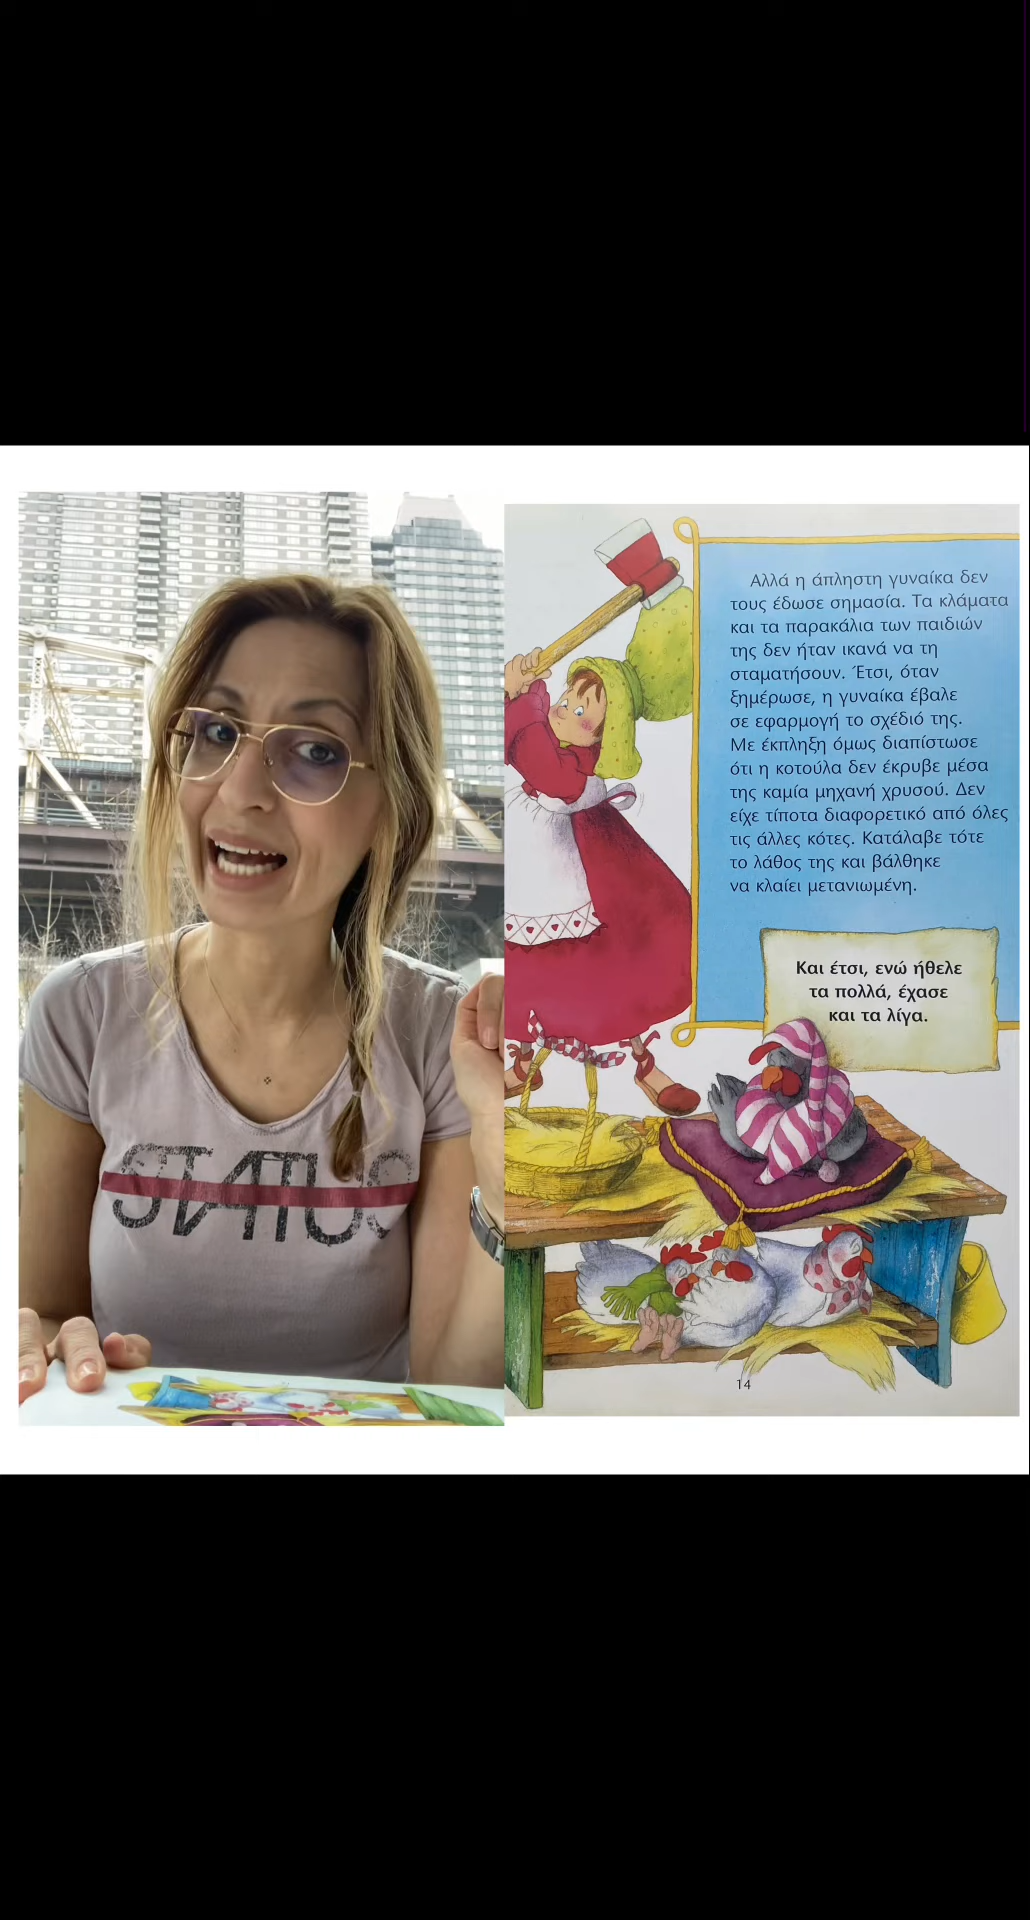 STATUS
Αλλά η άπληστη γυναίκα δεν
τους έδωσε σημασία. Τα κλάματα
και τα παρακάλια των παιδιών
της δεν ήταν ικανά να τη
σταματήσουν. Έτσι, όταν
ξημέρωσε, η γυναίκα έβαλε
σε εφαρμογή το σχέδιό της.
Με έκπληξη όμως διαπίστωσε
ότι η κοτούλα δεν έκρυβε μέσα
της καμία μηχανή χρυσού. Δεν
είχε τίποτα διαφορετικό από όλες
τις άλλες κότες. Κατάλαβε τότε
το λάθος της και βάλθηκε
να κλαίει μετανιωμένη.
Και έτσι, ενώ ήθελε
τα πολλά, έχασε
και τα λίγα.
14